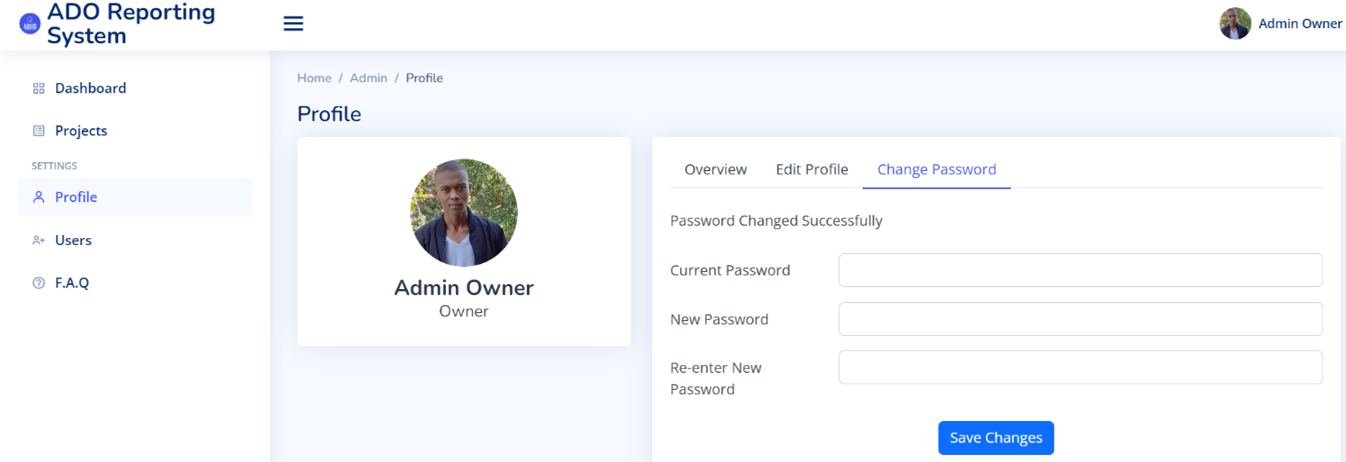 ADO Reporting
System
Admin Owner
Dashboard
Projects
SETTINGS
Profile
Users
F.A.Q
Home / Admin / Profile
Profile
Admin Owner
Owner
Overview Edit Profile Change Password
Password Changed Successfully
Current Password
New Password
Re-enter New
Password
Save Changes